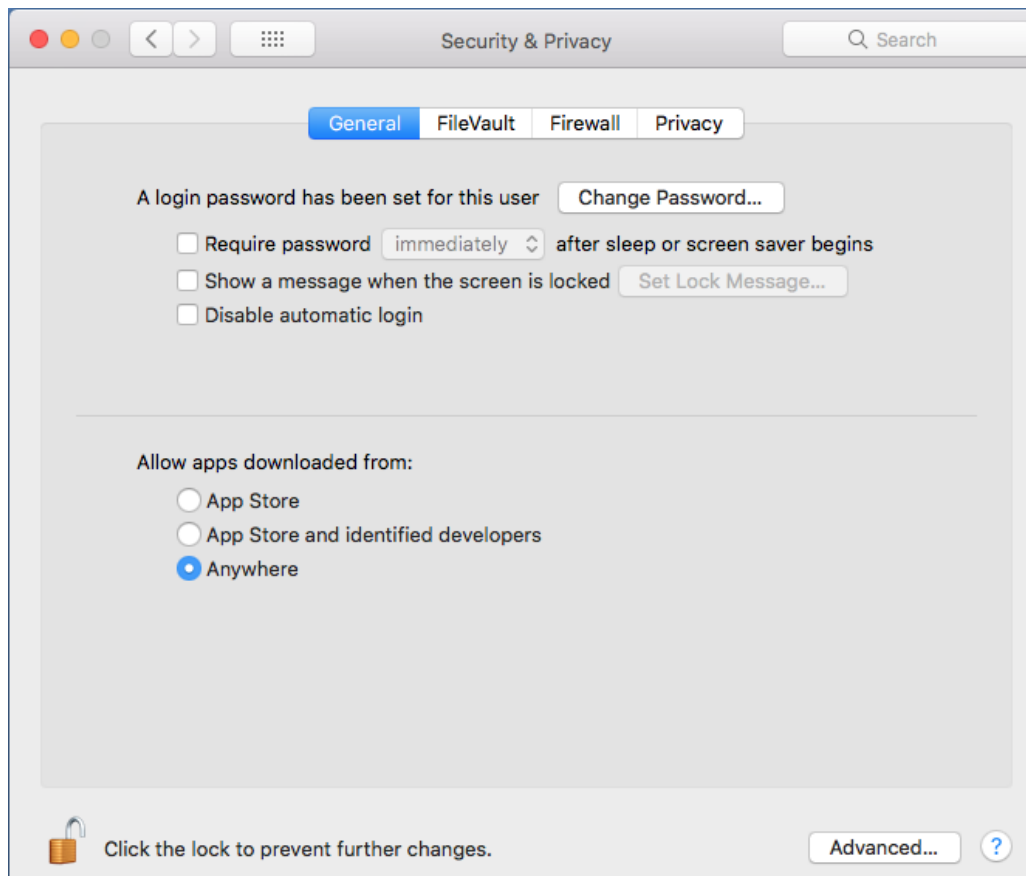 Security & Privacy
Search
General FileVault Firewall Privacy
A login password has been set for this user Change Password...
Require password immediately after sleep or screen saver begins
Show a message when the screen is locked Set Lock Message...
Disable automatic login
Allow apps downloaded from:
App Store
App Store and identified developers
Anywhere
Click the lock to prevent further changes.
Advanced... ?